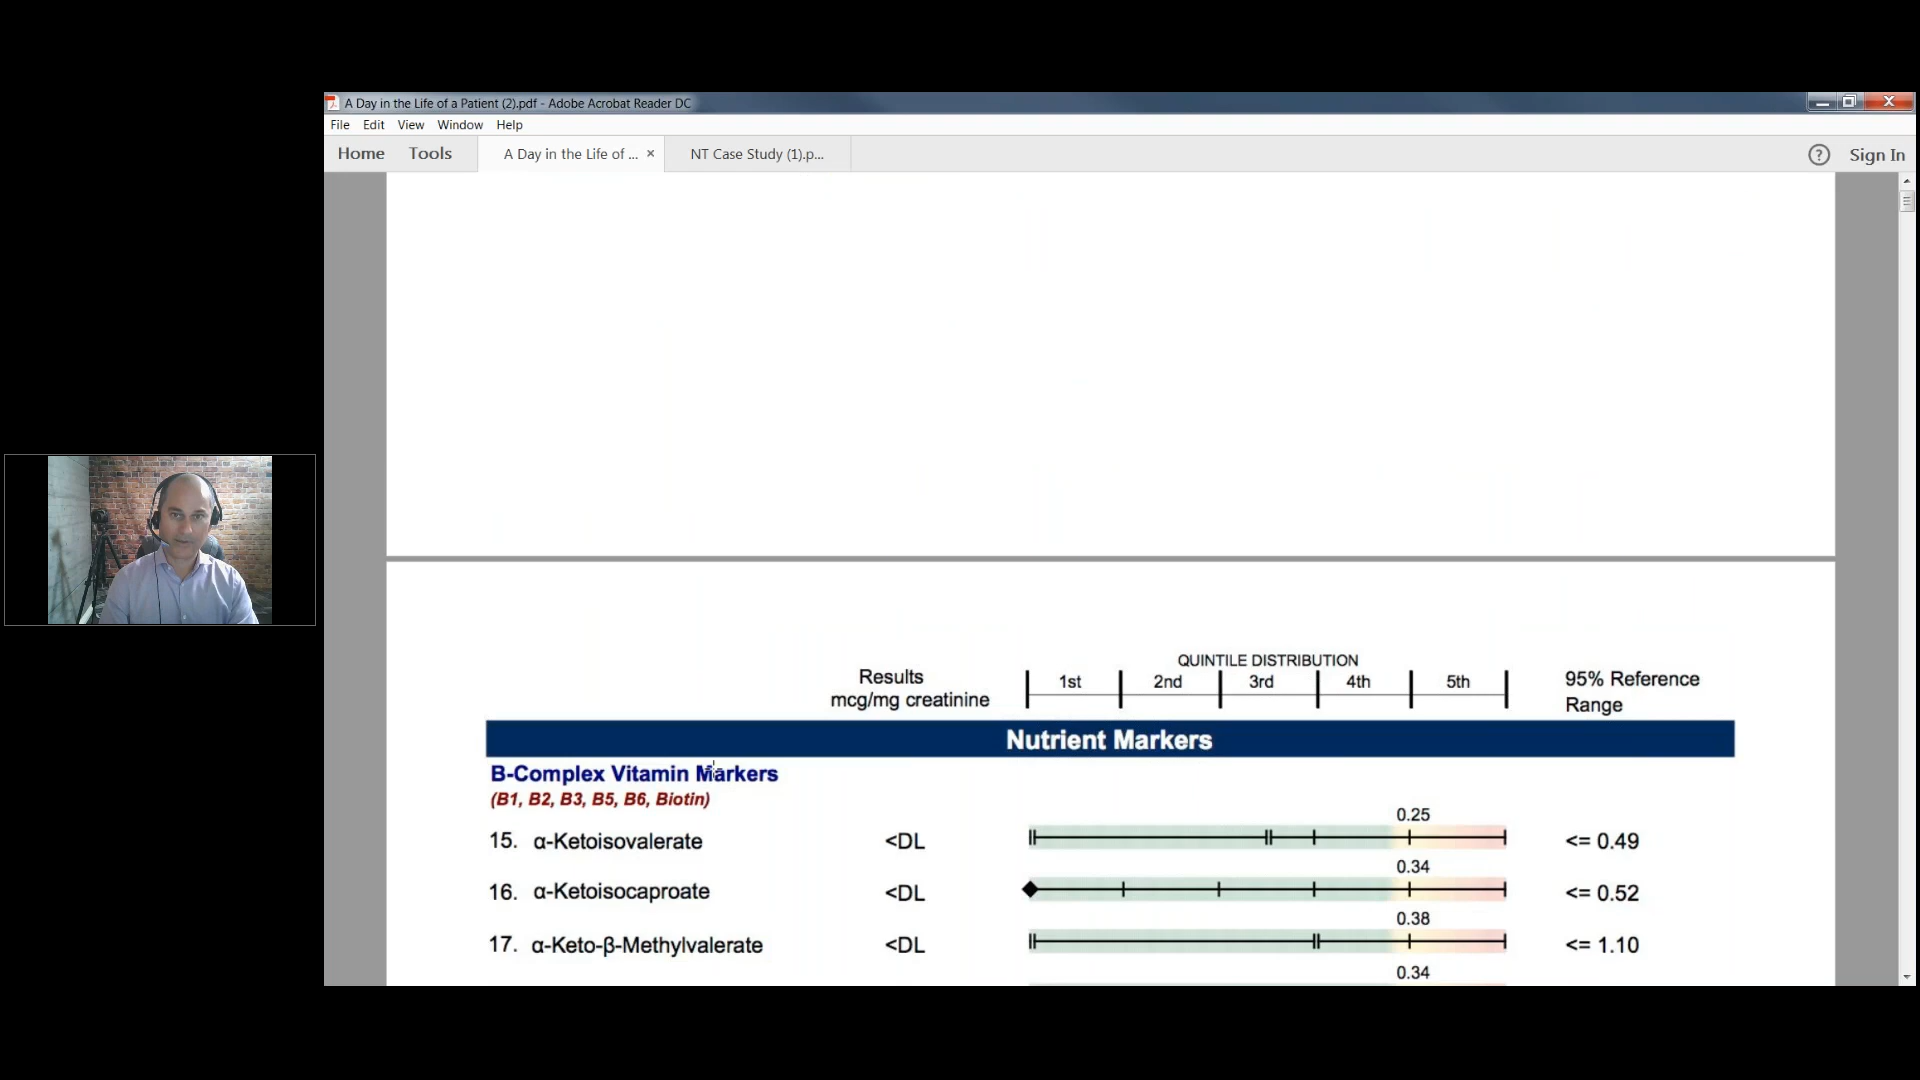 A Day in the Life of a Patient (2).pdf - Adobe Acrobat Reader DC
File Edit View Window Help
Home Tools A Day in the Life of ... × NT Case Study (1).p... ? Sign In
QUINTILE DISTRIBUTION
Results 1st 2nd 3rd 4th 5th 95% Reference
mcg/mg creatinine Range
Nutrient Markers
B-Complex Vitamin Markers
(B1, B2, B3, B5, B6, Biotin)
0.25
15. α-Ketoisovalerate <DL <= 0.49
0.34
16. α-Ketoisocaproate <DL <= 0.52
0.38
17. α-Keto-β-Methylvalerate <DL <= 1.10
0.34